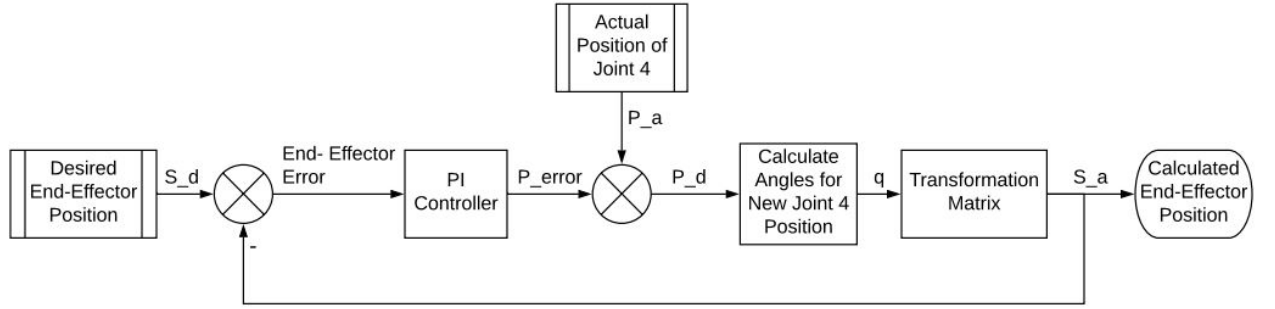 Actual
Position of
Joint 4
P_a
Desired
End-Effector
Position
S_d
End- Effector
Error
PI
Controller
P_error
P_d
Calculate
Angles for
New Joint 4
Position
q
Transformation
Matrix
S_a
Calculated
End-Effector
Position
-